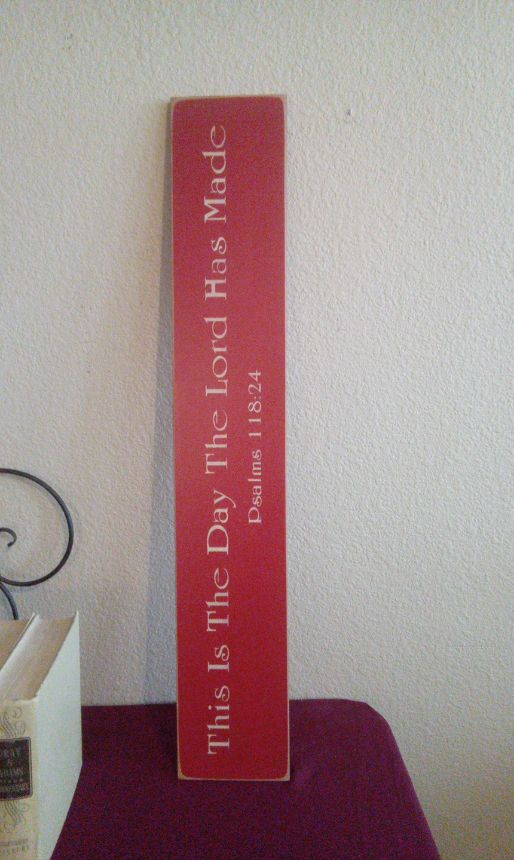 This Is The Day The Lord Has Made
Psalms 118:24